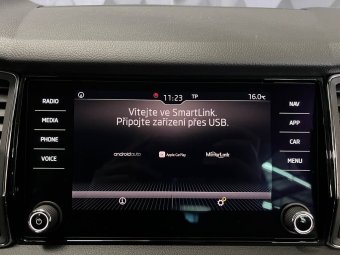 11:23 TP 16.0°C
RADIO
MEDIA
PHONE
VOICE
Vítejte ve SmartLink.
Připojte zařízení přes USB.
androidauto Apple CarPlay MirrorLink
NAV
APP
CAR
MENU